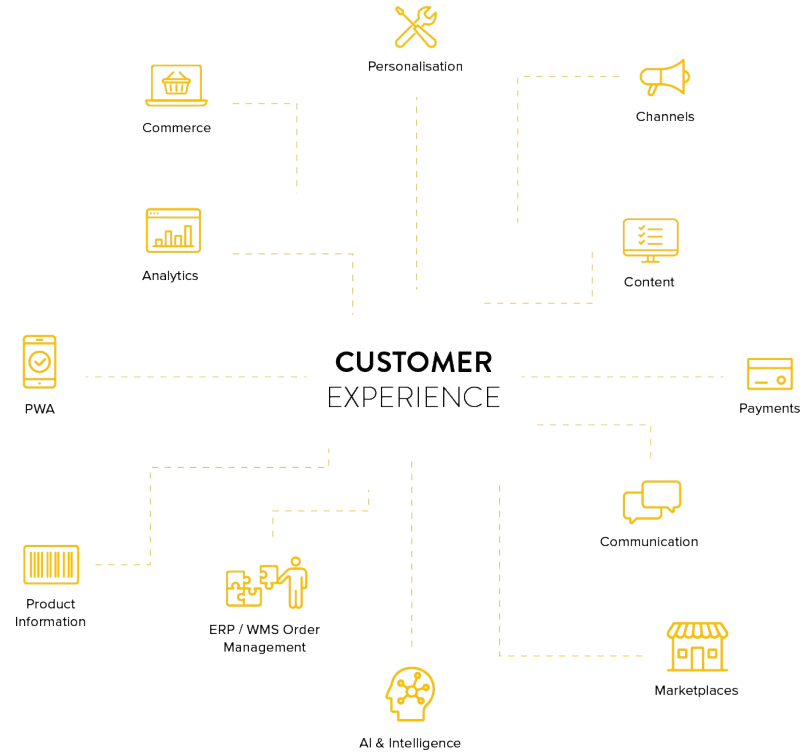 Personalisation
Commerce
Channels
Analytics
Content
CUSTOMER
EXPERIENCE
PWA
Payments
Communication
Product
Information
ERP / WMS Order
Management
Marketplaces
AI & Intelligence